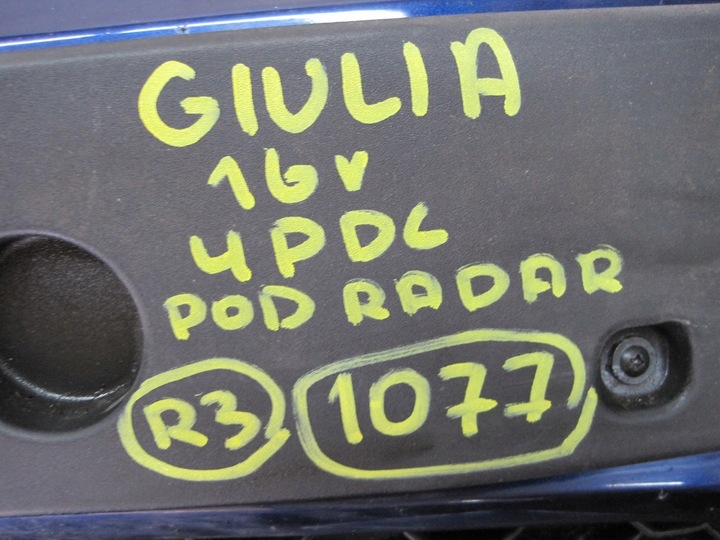 GIULIA
16V
4PDC
POD RADAR
R3 1077